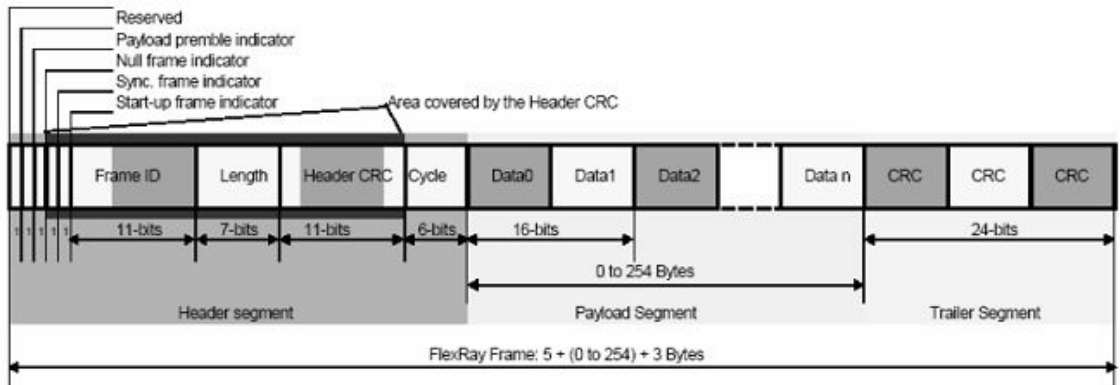 Reserved
Payload premble indicator
Null frame indicator
Sync. frame indicator
Start-up frame indicator
Area covered by the Header CRC
Frame ID Length Header CRC Cycle Data0 Data1 Data2 Data n CRC CRC CRC
1 1 1 1 1 11-bits 7-bits 11-bits 6-bits 16-bits 24-bits
0 to 254 Bytes
Header segment Payload Segment Trailer Segment
FlexRay Frame: 5 + (0 to 254) + 3 Bytes